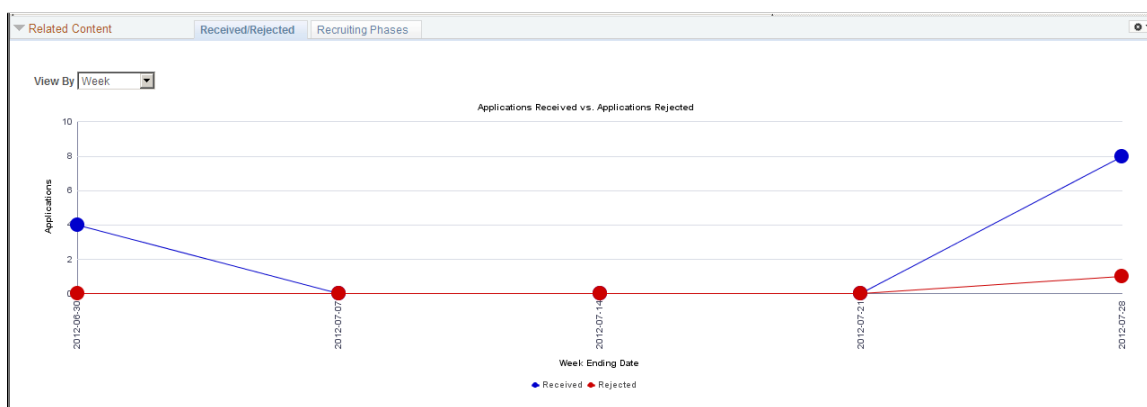 Related Content
Received/Rejected
Recruiting Phases
View By Week
Applications Received vs. Applications Rejected
Applications
10
8
6
4
2
0
2012-06-30
2012-07-07
2012-07-14
2012-07-21
2012-07-28
Week Ending Date
Received Rejected